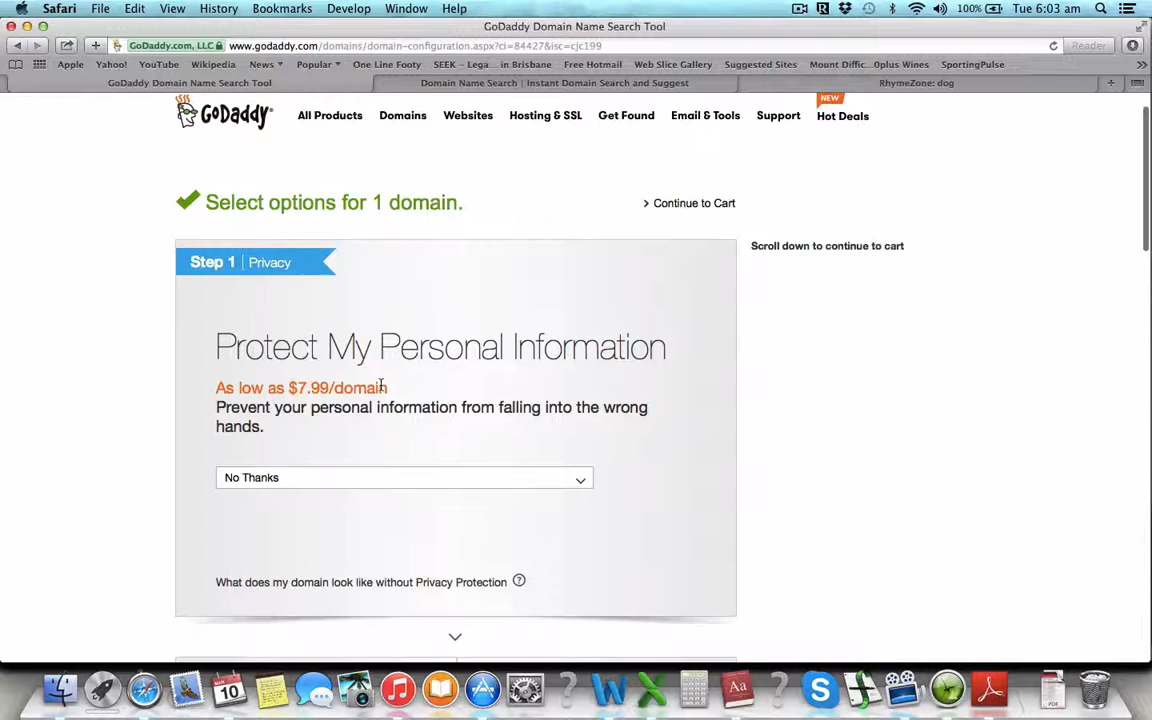 Safari File Edit View History Bookmarks Develop Window Help 100% Tue 6:03 am
GoDaddy Domain Name Search Tool
GoDaddy.com, LLC www.godaddy.com/domains/domain-configuration.aspx?ci=84427&isc=cjc199 Reader
Apple Yahoo! YouTube Wikipedia News Popular One Line Footy SEEK – Lega... in Brisbane Free Hotmail Web Slice Gallery Suggested Sites Mount Diffic...0plus Wines SportingPulse
GoDaddy Domain Name Search Tool Domain Name Search | Instant Domain Search and Suggest RhymeZone: dog
NEW
GoDaddy All Products Domains Websites Hosting & SSL Get Found Email & Tools Support Hot Deals
Select options for 1 domain. Continue to Cart
Scroll down to continue to cart
Step 1 | Privacy
Protect My Personal Information
As low as $7.99/domain
Prevent your personal information from falling into the wrong
hands.
No Thanks
What does my domain look like without Privacy Protection ?
MAR
10
Aa
PDF